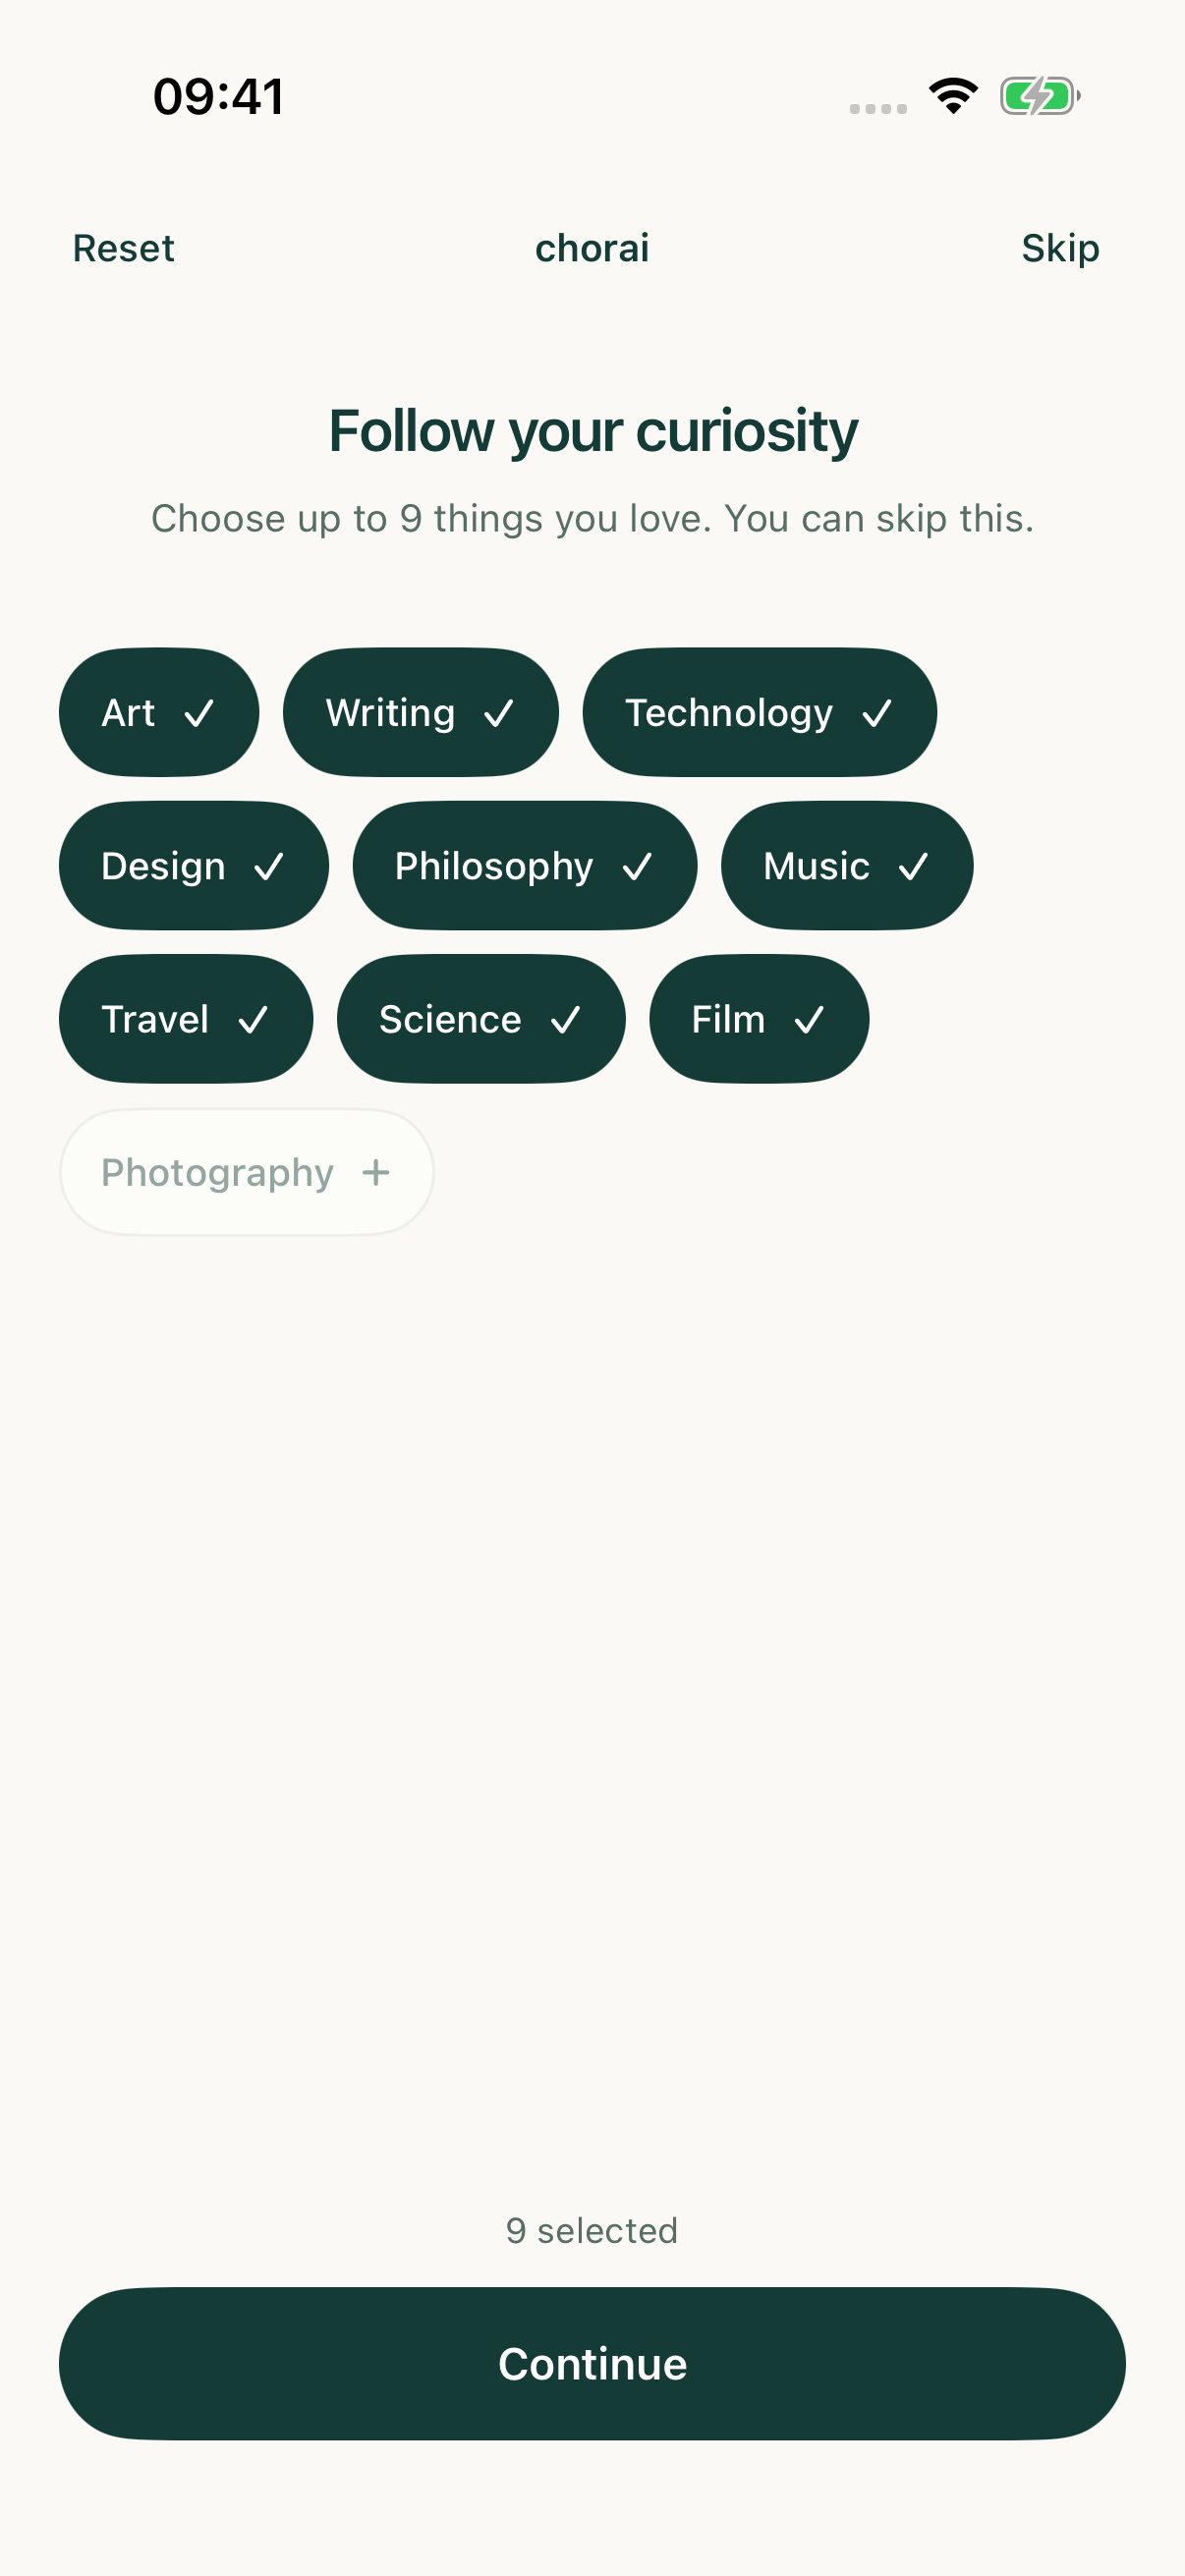 09:41
Reset chorai Skip
Follow your curiosity
Choose up to 9 things you love. You can skip this.
Art Writing Technology
Design Philosophy Music
Travel Science Film
Photography
9 selected
Continue